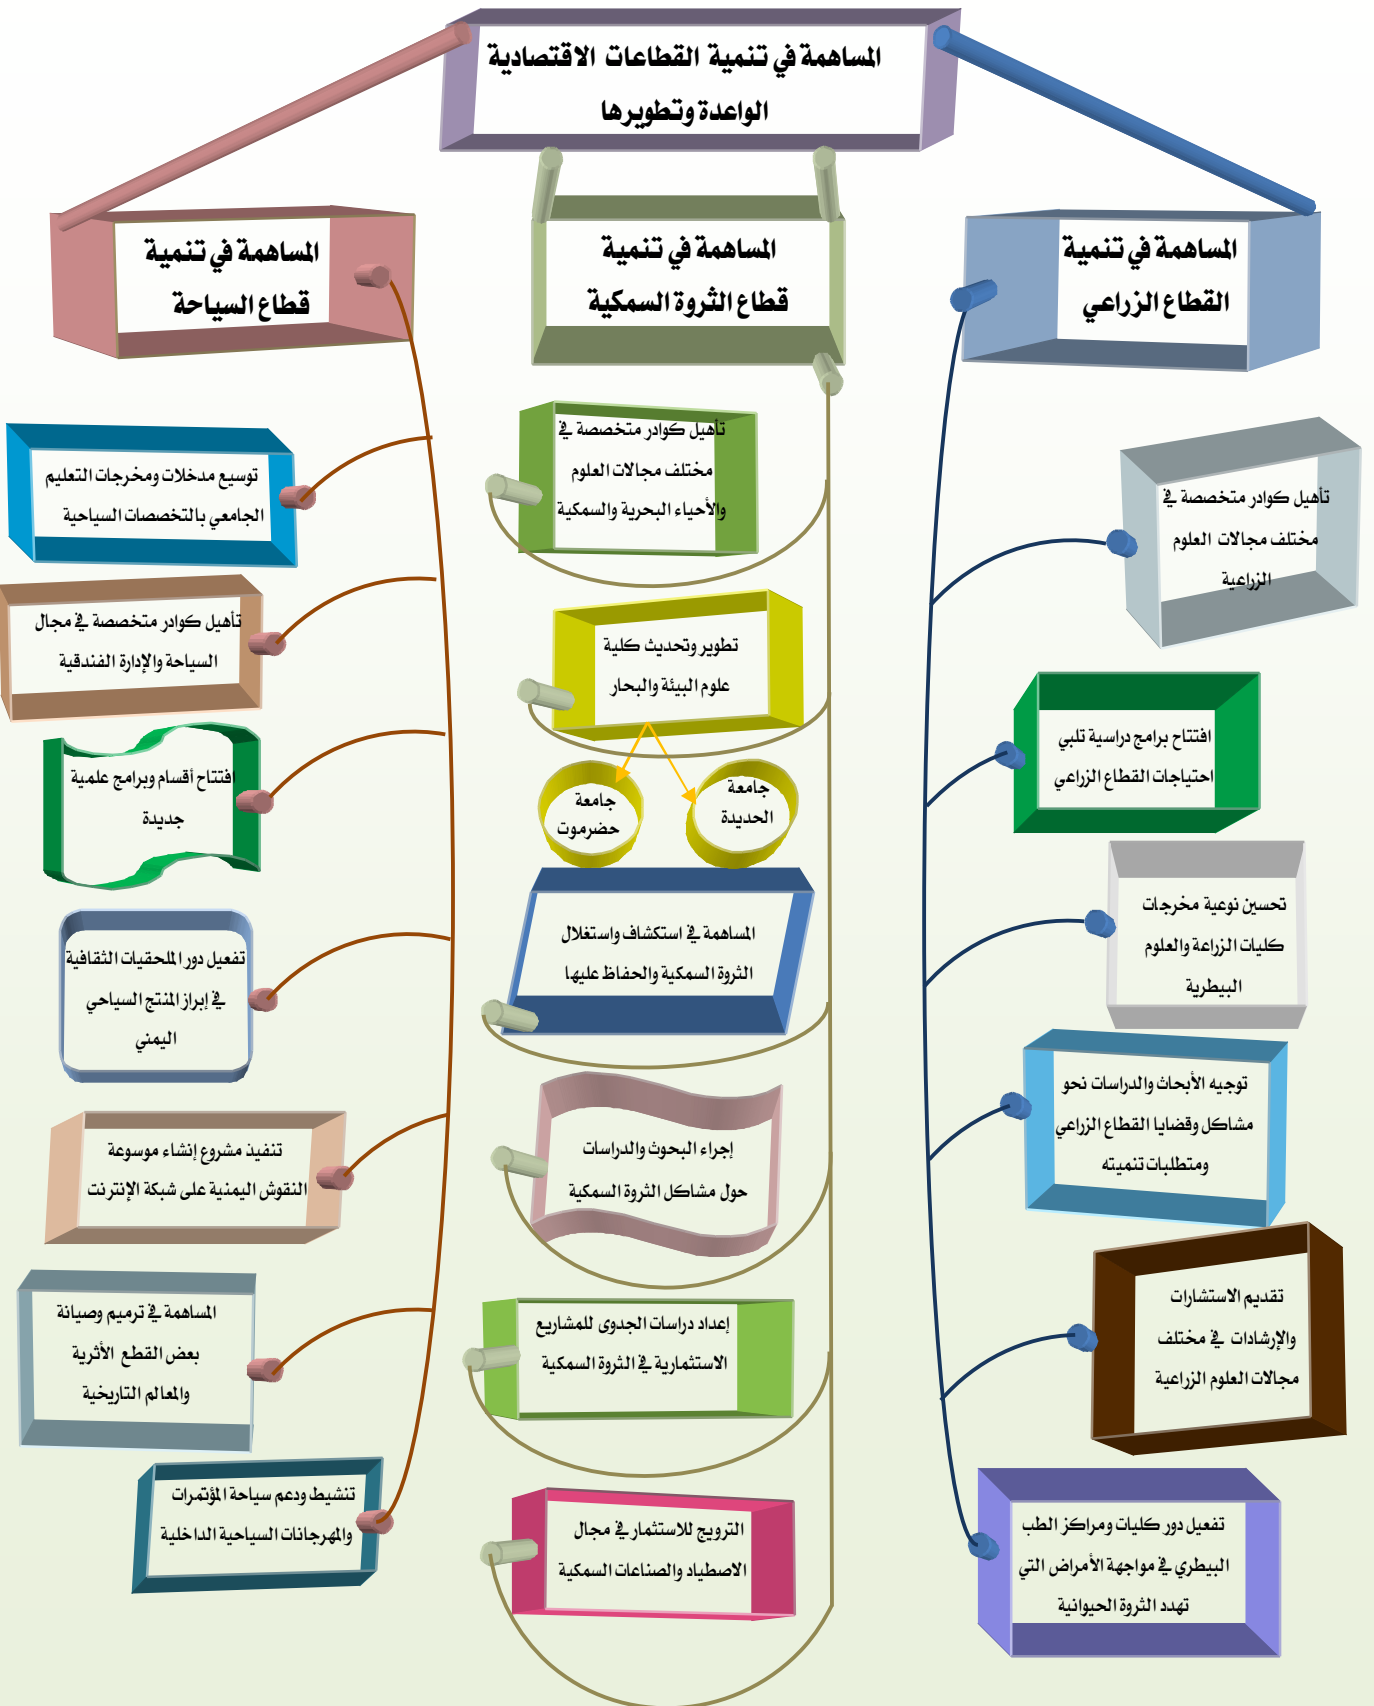 المساهمة في تنمية القطاعات الاقتصادية
الواعدة وتطويرها
المساهمة في تنمية
القطاع الزراعي
تأهيل كوادر متخصصة في
مختلف مجالات العلوم
الزراعية
افتتاح برامج دراسية تلبي
احتياجات القطاع الزراعي
تحسين نوعية مخرجات
كليات الزراعة والعلوم
البيطرية
توجيه الأبحاث والدراسات نحو
مشاكل وقضايا القطاع الزراعي
ومتطلبات تنميته
تقديم الاستشارات
والإرشادات في مختلف
مجالات العلوم الزراعية
تفعيل دور كليات ومراكز الطب
البيطري في مواجهة الأمراض التي
تهدد الثروة الحيوانية
المساهمة في تنمية
قطاع الثروة السمكية
تأهيل كوادر متخصصة في
مختلف مجالات العلوم
والأحياء البحرية والسمكية
تطوير وتحديث كلية
علوم البيئة والبحار
جامعة
الحديدة
جامعة
حضرموت
المساهمة في استكشاف واستغلال
الثروة السمكية والحفاظ عليها
إجراء البحوث والدراسات
حول مشاكل الثروة السمكية
إعداد دراسات الجدوى للمشاريع
الاستثمارية في الثروة السمكية
الترويج للاستثمار في مجال
الاصطياد والصناعات السمكية
المساهمة في تنمية
قطاع السياحة
توسيع مدخلات ومخرجات التعليم
الجامعي بالتخصصات السياحية
تأهيل كوادر متخصصة في مجال
السياحة والإدارة الفندقية
افتتاح أقسام وبرامج علمية
جديدة
تفعيل دور الملحقيات الثقافية
في إبراز المنتج السياحي
اليمني
تنفيذ مشروع إنشاء موسوعة
النقوش اليمنية على شبكة الإنترنت
المساهمة في ترميم وصيانة
بعض القطع الأثرية
والمعالم التاريخية
تنشيط ودعم سياحة المؤتمرات
والمهرجانات السياحية الداخلية